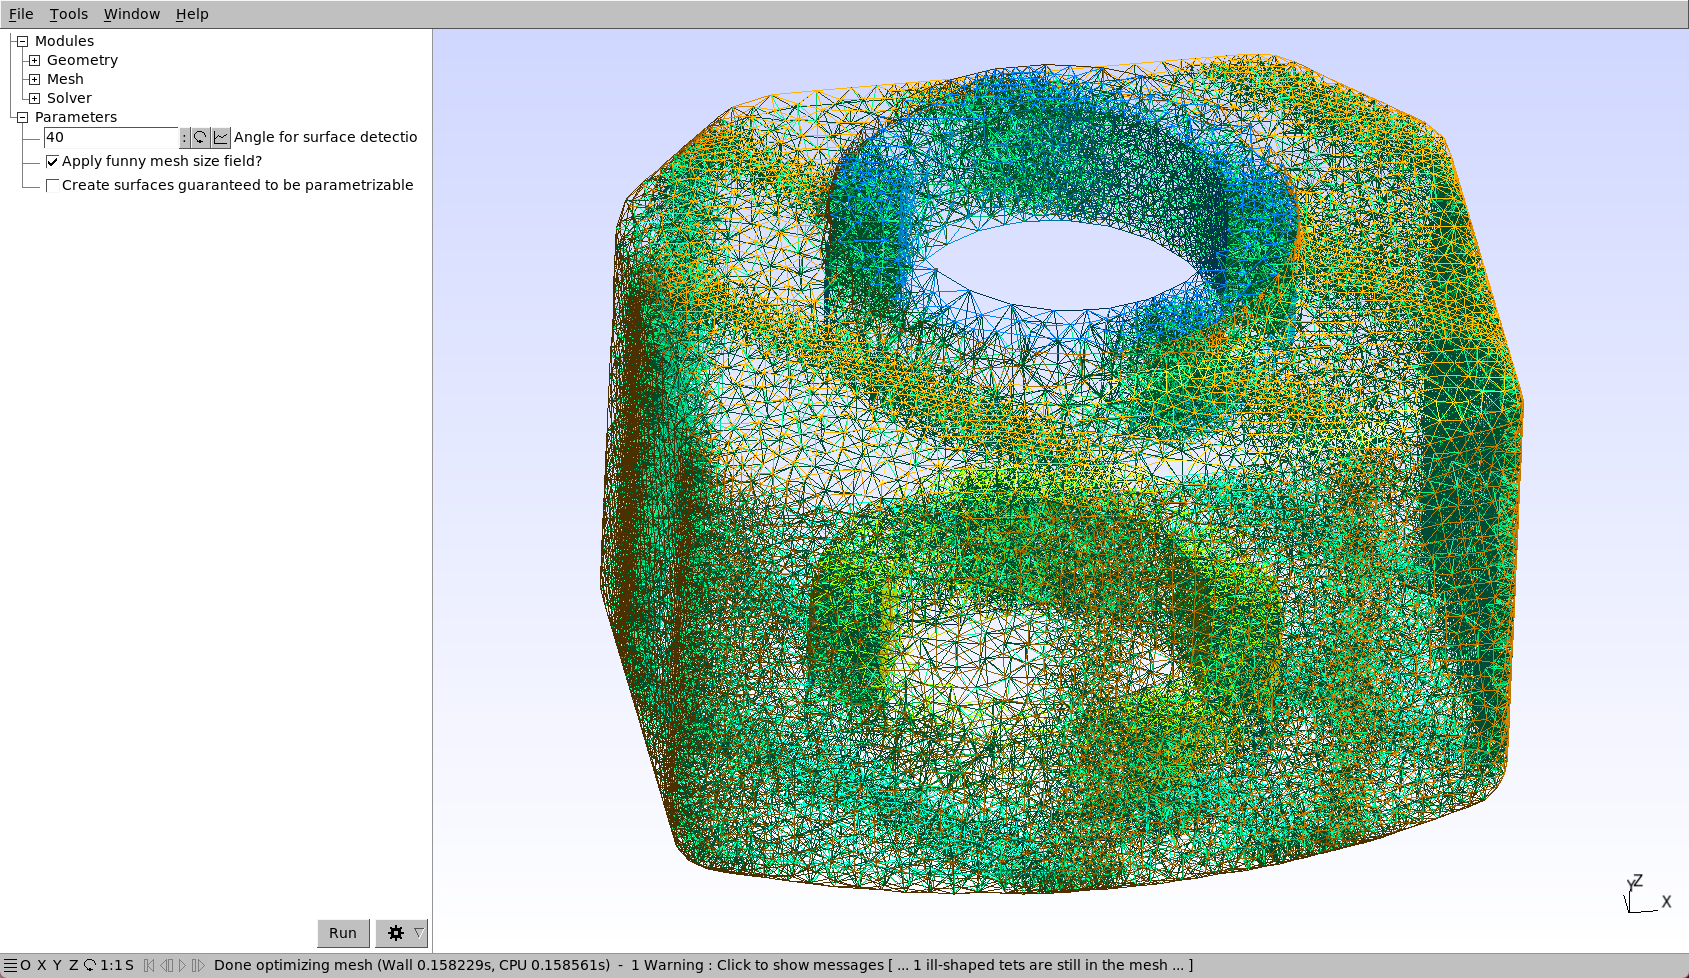 File Tools Window Help
Modules
Geometry
Mesh
Solver
Parameters
40 : Angle for surface detectio
Apply funny mesh size field?
Create surfaces guaranteed to be parametrizable
Y Z
X
Run
O X Y Z 1:1 S Done optimizing mesh (Wall 0.158229s, CPU 0.158561s) - 1 Warning : Click to show messages [ ... 1 ill-shaped tets are still in the mesh ... ]